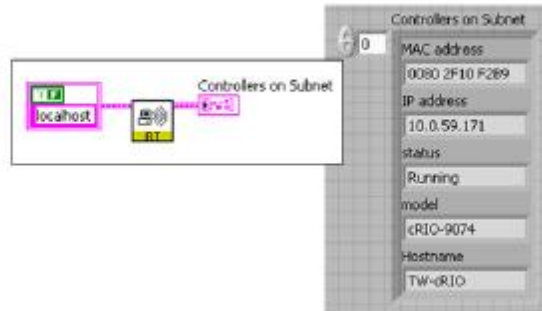 Controllers on Subnet
0
MAC address
0080 2F10 F2B9
IP address
10.0.59.171
status
Running
model
cRIO-9074
Hostname
TW-cRIO
Controllers on Subnet
localhost
RT